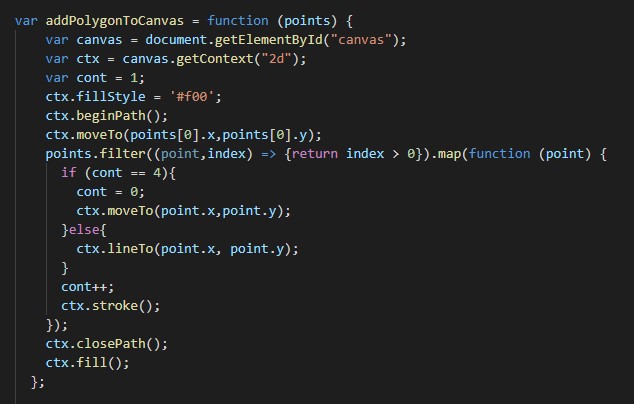 var addPolygonToCanvas = function (points) {
var canvas = document.getElementById("canvas");
var ctx = canvas.getContext("2d");
var cont = 1;
ctx.fillStyle = '#f00';
ctx.beginPath();
ctx.moveTo(points[0].x,points[0].y);
points.filter((point,index) => {return index > 0}).map(function (point) {
if (cont == 4){
cont = 0;
ctx.moveTo(point.x,point.y);
}else{
ctx.lineTo(point.x, point.y);
}
cont++;
ctx.stroke();
});
ctx.closePath();
ctx.fill();
};